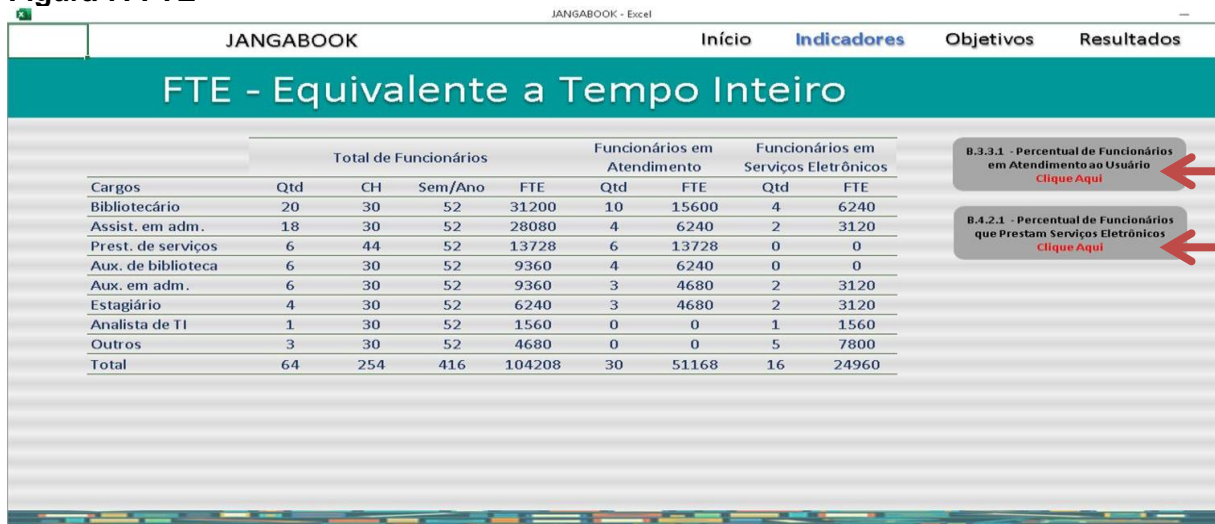 JANGABOOK - Excel
JANGABOOK Início Indicadores Objetivos Resultados
FTE - Equivalente a Tempo Inteiro
Total de Funcionários Funcionários em Atendimento Funcionários em Serviços Eletrônicos
Cargos Qtd CH Sem/Ano FTE Qtd FTE Qtd FTE
Bibliotecário 20 30 52 31200 10 15600 4 6240
Assist. em adm. 18 30 52 28080 4 6240 2 3120
Prest. de serviços 6 44 52 13728 6 13728 0 0
Aux. de biblioteca 6 30 52 9360 4 6240 0 0
Aux. em adm. 6 30 52 9360 3 4680 2 3120
Estagiário 4 30 52 6240 3 4680 2 3120
Analista de TI 1 30 52 1560 0 0 1 1560
Outros 3 30 52 4680 0 0 5 7800
Total 64 254 416 104208 30 51168 16 24960
B.3.3.1 - Percentual de Funcionários
em Atendimento ao Usuário
Clique Aqui
B.4.2.1 - Percentual de Funcionários
que Prestam Serviços Eletrônicos
Clique Aqui